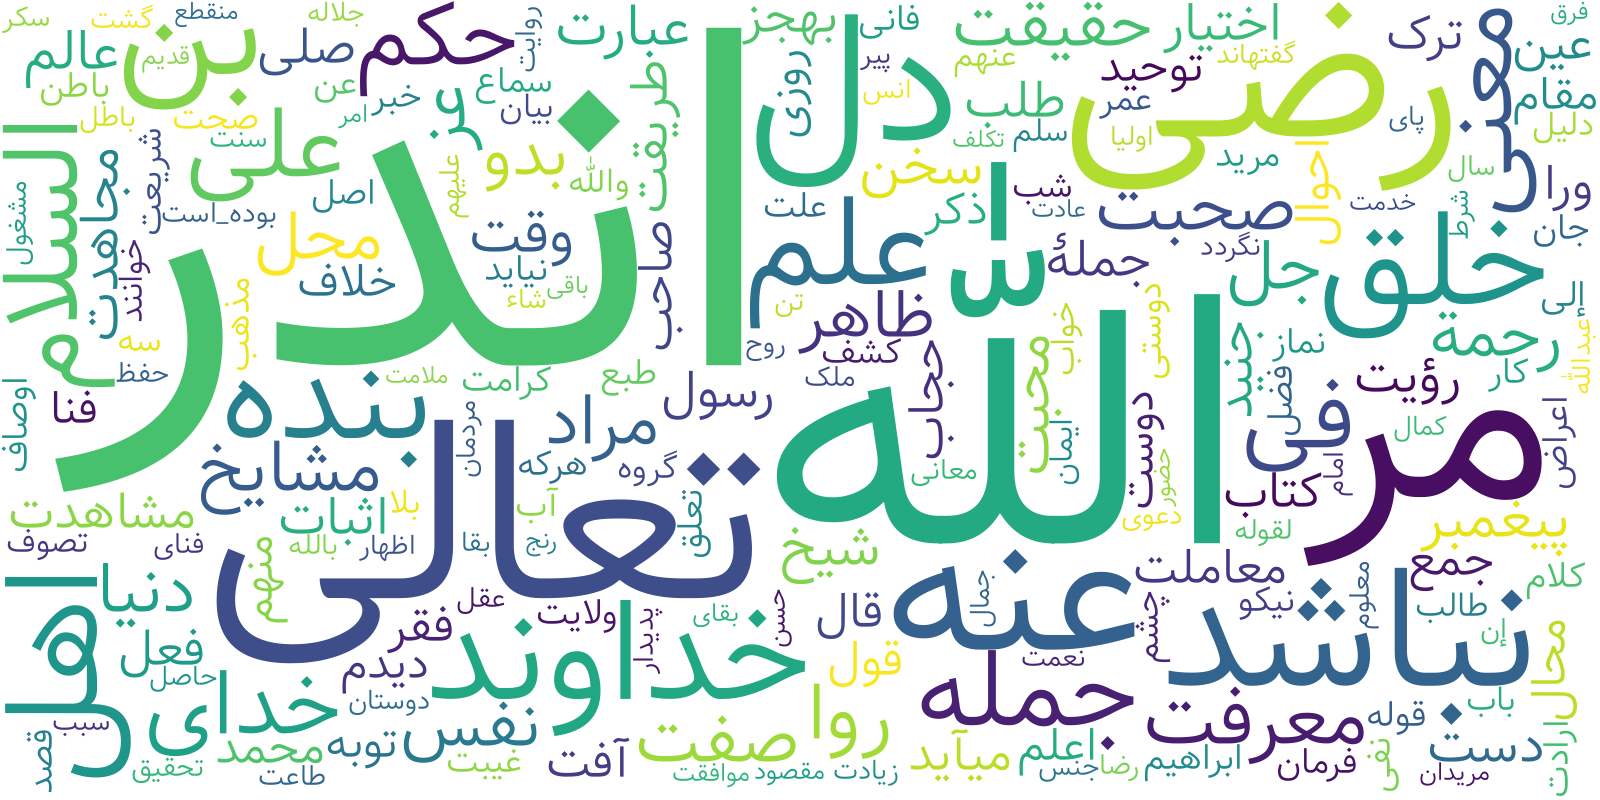 اندر
الله
تعالی
مر
رضی
دل
خداوند
نباشد
عنه
اهل
السلام
خلق
علم
بن
حکم
علی
بنده
جمله
معرفت
معنی
صحبت
خدای
فی
مشایخ
مراد
صفت
روا
نفس
دنیا
فعل
محل
وقت
ظاهر
سخن
حقیقت
اختیار
عبارت
عالم
صلی
عز
بدو
طریقت
مجاهدت
شریعت
صاحب
خلاف
اصل
رسول
حجاب
محبت
دوست
جنید
جل
رحمة
رؤیت
کتاب
پیغمبر
جمع
معاملت
شیخ
قال
قول
فقر
دیدم
توبه
محمد
آفت
میآید
اعلم
ابراهیم
فرمان
دست
محال
ارادت
قوله
باب
طالب
کلام
نیکو
معلوم
چشم
جمال
نعمت
ولایت
عقل
پدیدار
حسن
بقای
منهم
مشاهدت
اثبات
تصوف
فنای
بالله
اظهار
بلا
بقا
رنج
آب
تعلق
گروه
هرکه
مردمان
معانی
دعوی
حضور
لقوله
امام
ایمان
کمال
اعراض
فضل
کار
نماز
عبدالله
إلی
جان
ورا
شرط
خدمت
نگردد
عادت
شب
جملۀ
ذکر
علت
احوال
سال
دلیل
مقام
عین
فرق
ترک
پای
گفتهاند
توحید
عمر
اولیا
مرید
سلم
تکلف
طلب
عنهم
فانی
پیر
انس
روزی
بهجز
سماع
بیان
روایت
خبر
امر
عن
جلاله
منقطع
گشت
سکر
قدیم
باطن
باطل
صحت
سنت
علیهم
والله
بوده_است
مشغول
خوانند
سه
حفظ
مذهب
نیاید
شاء
باقی
تن
روح
کشف
ملک
خواب
دوستی
طبع
کرامت
ملامت
فنا
اوصاف
حاصل
سبب
قصد
تحقیق
طاعت
دوستان
غیبت
موافقت
مقصود
زیادت
جنس
رضا
نفی
مریدان
إن